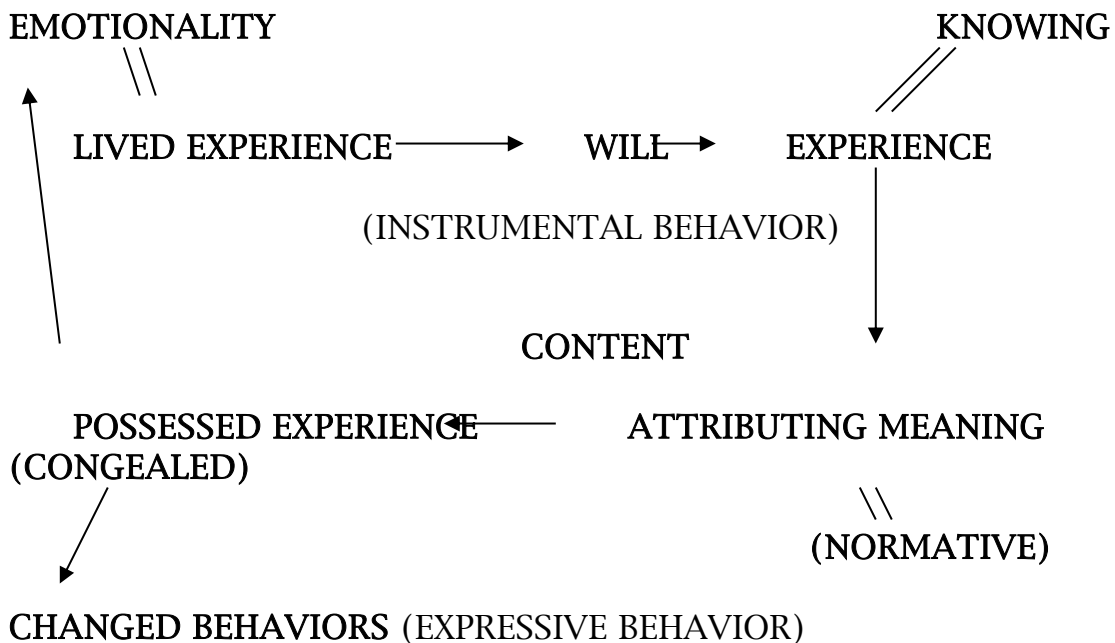 EMOTIONALITY KNOWING
LIVED EXPERIENCE WILL EXPERIENCE
(INSTRUMENTAL BEHAVIOR)
CONTENT
POSSESSED EXPERIENCE ATTRIBUTING MEANING
(CONGEALED)
(NORMATIVE)
CHANGED BEHAVIORS (EXPRESSIVE BEHAVIOR)